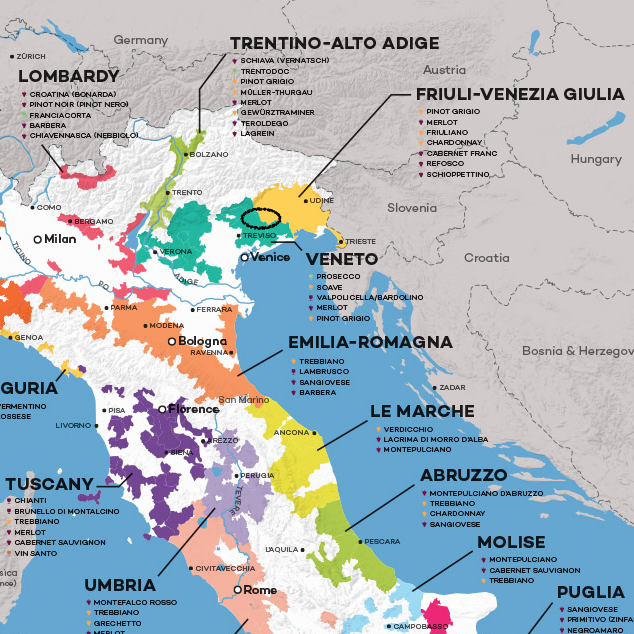 Germany
ZÜRICH
Austria
Hungary
Slovenia
Croatia
Bosnia & Herzegov
LOMBARDY
CROATINA (BONARDA)
PINOT NOIR (PINOT NERO)
FRANCIACORTA
BARBERA
CHIAVENNASCA (NEBBIOLO)
TRENTINO-ALTO ADIGE
SCHIAVA (VERNATSCH)
TRENTODOC
PINOT GRIGIO
MÜLLER-THURGAU
MERLOT
GEWÜRZTRAMINER
TEROLDEGO
LAGREIN
FRIULI-VENEZIA GIULIA
PINOT GRIGIO
MERLOT
FRIULIANO
CHARDONNAY
CABERNET FRANC
REFOSCO
SCHIOPPETTINO
BOLZANO
TRENTO
UDINE
COMO
BERGAMO
Milan
TREVISO
TRIESTE
VERONA
Venice
TICINO
PO
ADIGE
VENETO
PROSECCO
SOAVE
VALPOLICELLA/BARDOLINO
MERLOT
PINOT GRIGIO
PARMA
FERRARA
MODENA
GENOA
Bologna
RAVENNA
EMILIA-ROMAGNA
TREBBIANO
LAMBRUSCO
SANGIOVESE
BARBERA
GURIA
VERMENTINO
OSSESE
San Marino
ZADAR
PISA
Florence
LIVORNO
AREZZO
SIENA
ANCONA
LE MARCHE
VERDICCHIO
LACRIMA DI MORRO D'ALBA
MONTEPULCIANO
TUSCANY
CHIANTI
BRUNELLO DI MONTALCINO
TREBBIANO
MERLOT
CABERNET SAUVIGNON
VIN SANTO
PERUGIA
TEVERE
ABRUZZO
MONTEPULCIANO D'ABRUZZO
TREBBIANO
CHARDONNAY
SANGIOVESE
L'AQUILA
PESCARA
MOLISE
MONTEPULCIANO
CABERNET SAUVIGNON
TREBBIANO
sica
nce)
CIVITAVECCHIA
UMBRIA
MONTEFALCO ROSSO
TREBBIANO
GRECHETTO
MERLOT
Rome
CAMPOBASSO
PUGLIA
SANGIOVESE
PRIMITIVO (ZINFA
NEGROAMARO